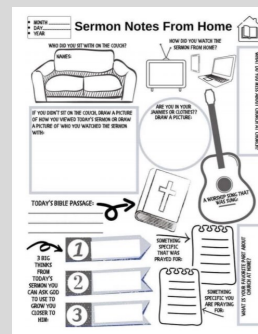 MONTH
DAY
YEAR
Sermon Notes From Home
WHO DID YOU SIT WITH ON THE COUCH?
NAMES:
HOW DID YOU WATCH THE
SERMON FROM HOME?
IF YOU DIDN'T SIT ON THE COUCH, DRAW A PICTURE
OF HOW YOU VIEWED TODAY'S SERMON OR DRAW
A PICTURE OF WHO YOU WATCHED THE SERMON
WITH:
ARE YOU IN YOUR
JAMMIES OR CLOTHES?
DRAW A PICTURE:
A WORSHIP SONG THAT
WAS SUNG:
TODAY'S BIBLE PASSAGE:
3 BIG
THINKS
FROM
TODAY'S
SERMON YOU
CAN ASK GOD
TO USE TO
GROW YOU
CLOSER TO
HIM:
1
2
3
SOMETHING
SPECIFIC
THAT WAS
PRAYED FOR:
SOMETHING
SPECIFIC YOU
ARE PRAYING
FOR:
WHAT IS YOUR FAVORITE PART ABOUT
CHURCH AT HOME?